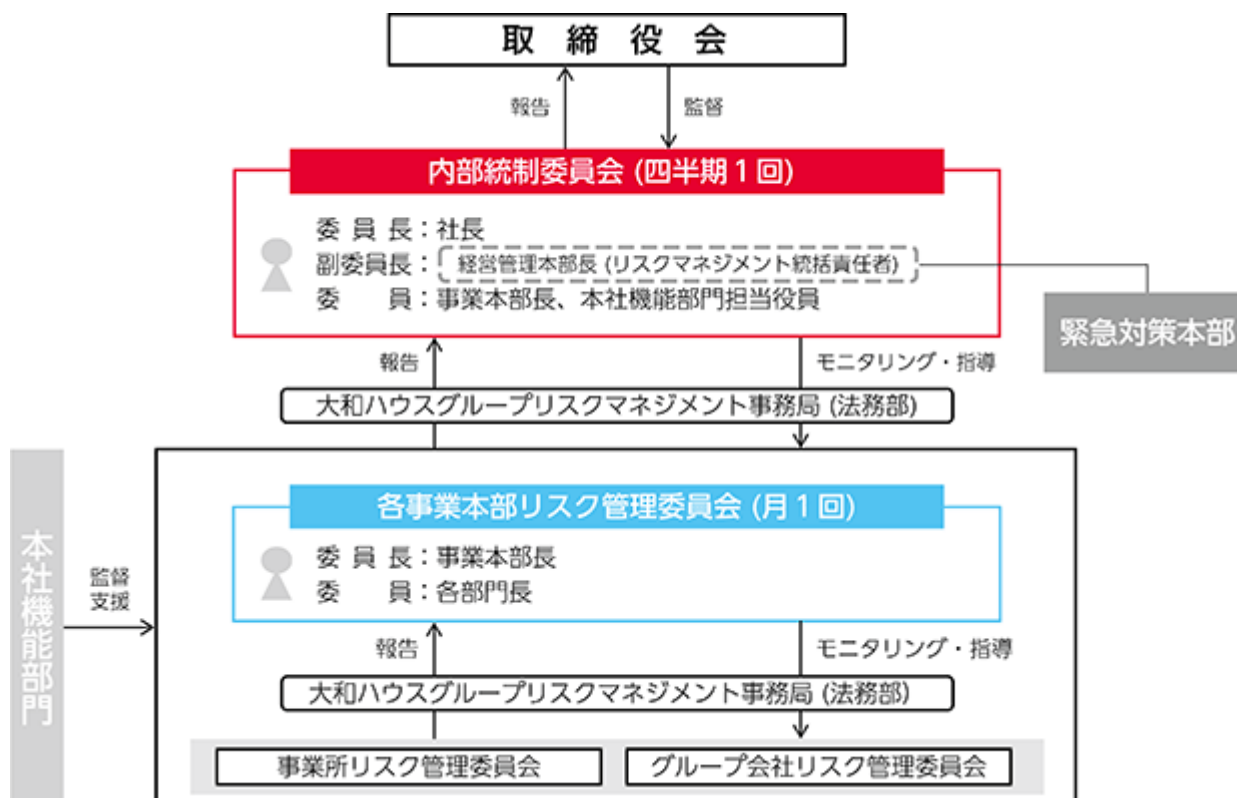 取締役会
報告
監督
内部統制委員会 (四半期1回)
委員長：社長
副委員長：経営管理本部長 (リスクマネジメント統括責任者)
委員：事業本部長、本社機能部門担当役員
緊急対策本部
報告
モニタリング・指導
大和ハウスグループリスクマネジメント事務局 (法務部)
本社機能部門
監督
支援
各事業本部リスク管理委員会 (月1回)
委員長：事業本部長
委員：各部門長
報告
モニタリング・指導
大和ハウスグループリスクマネジメント事務局 (法務部)
事業所リスク管理委員会
グループ会社リスク管理委員会